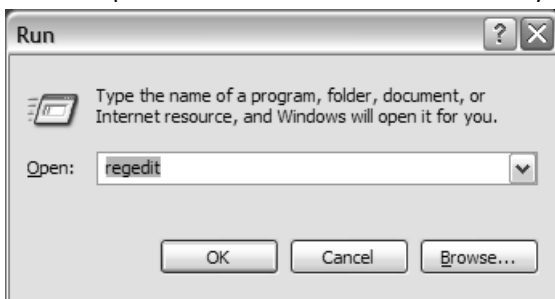 Run
Type the name of a program, folder, document, or
Internet resource, and Windows will open it for you.
Open: regedit
OK Cancel Browse...